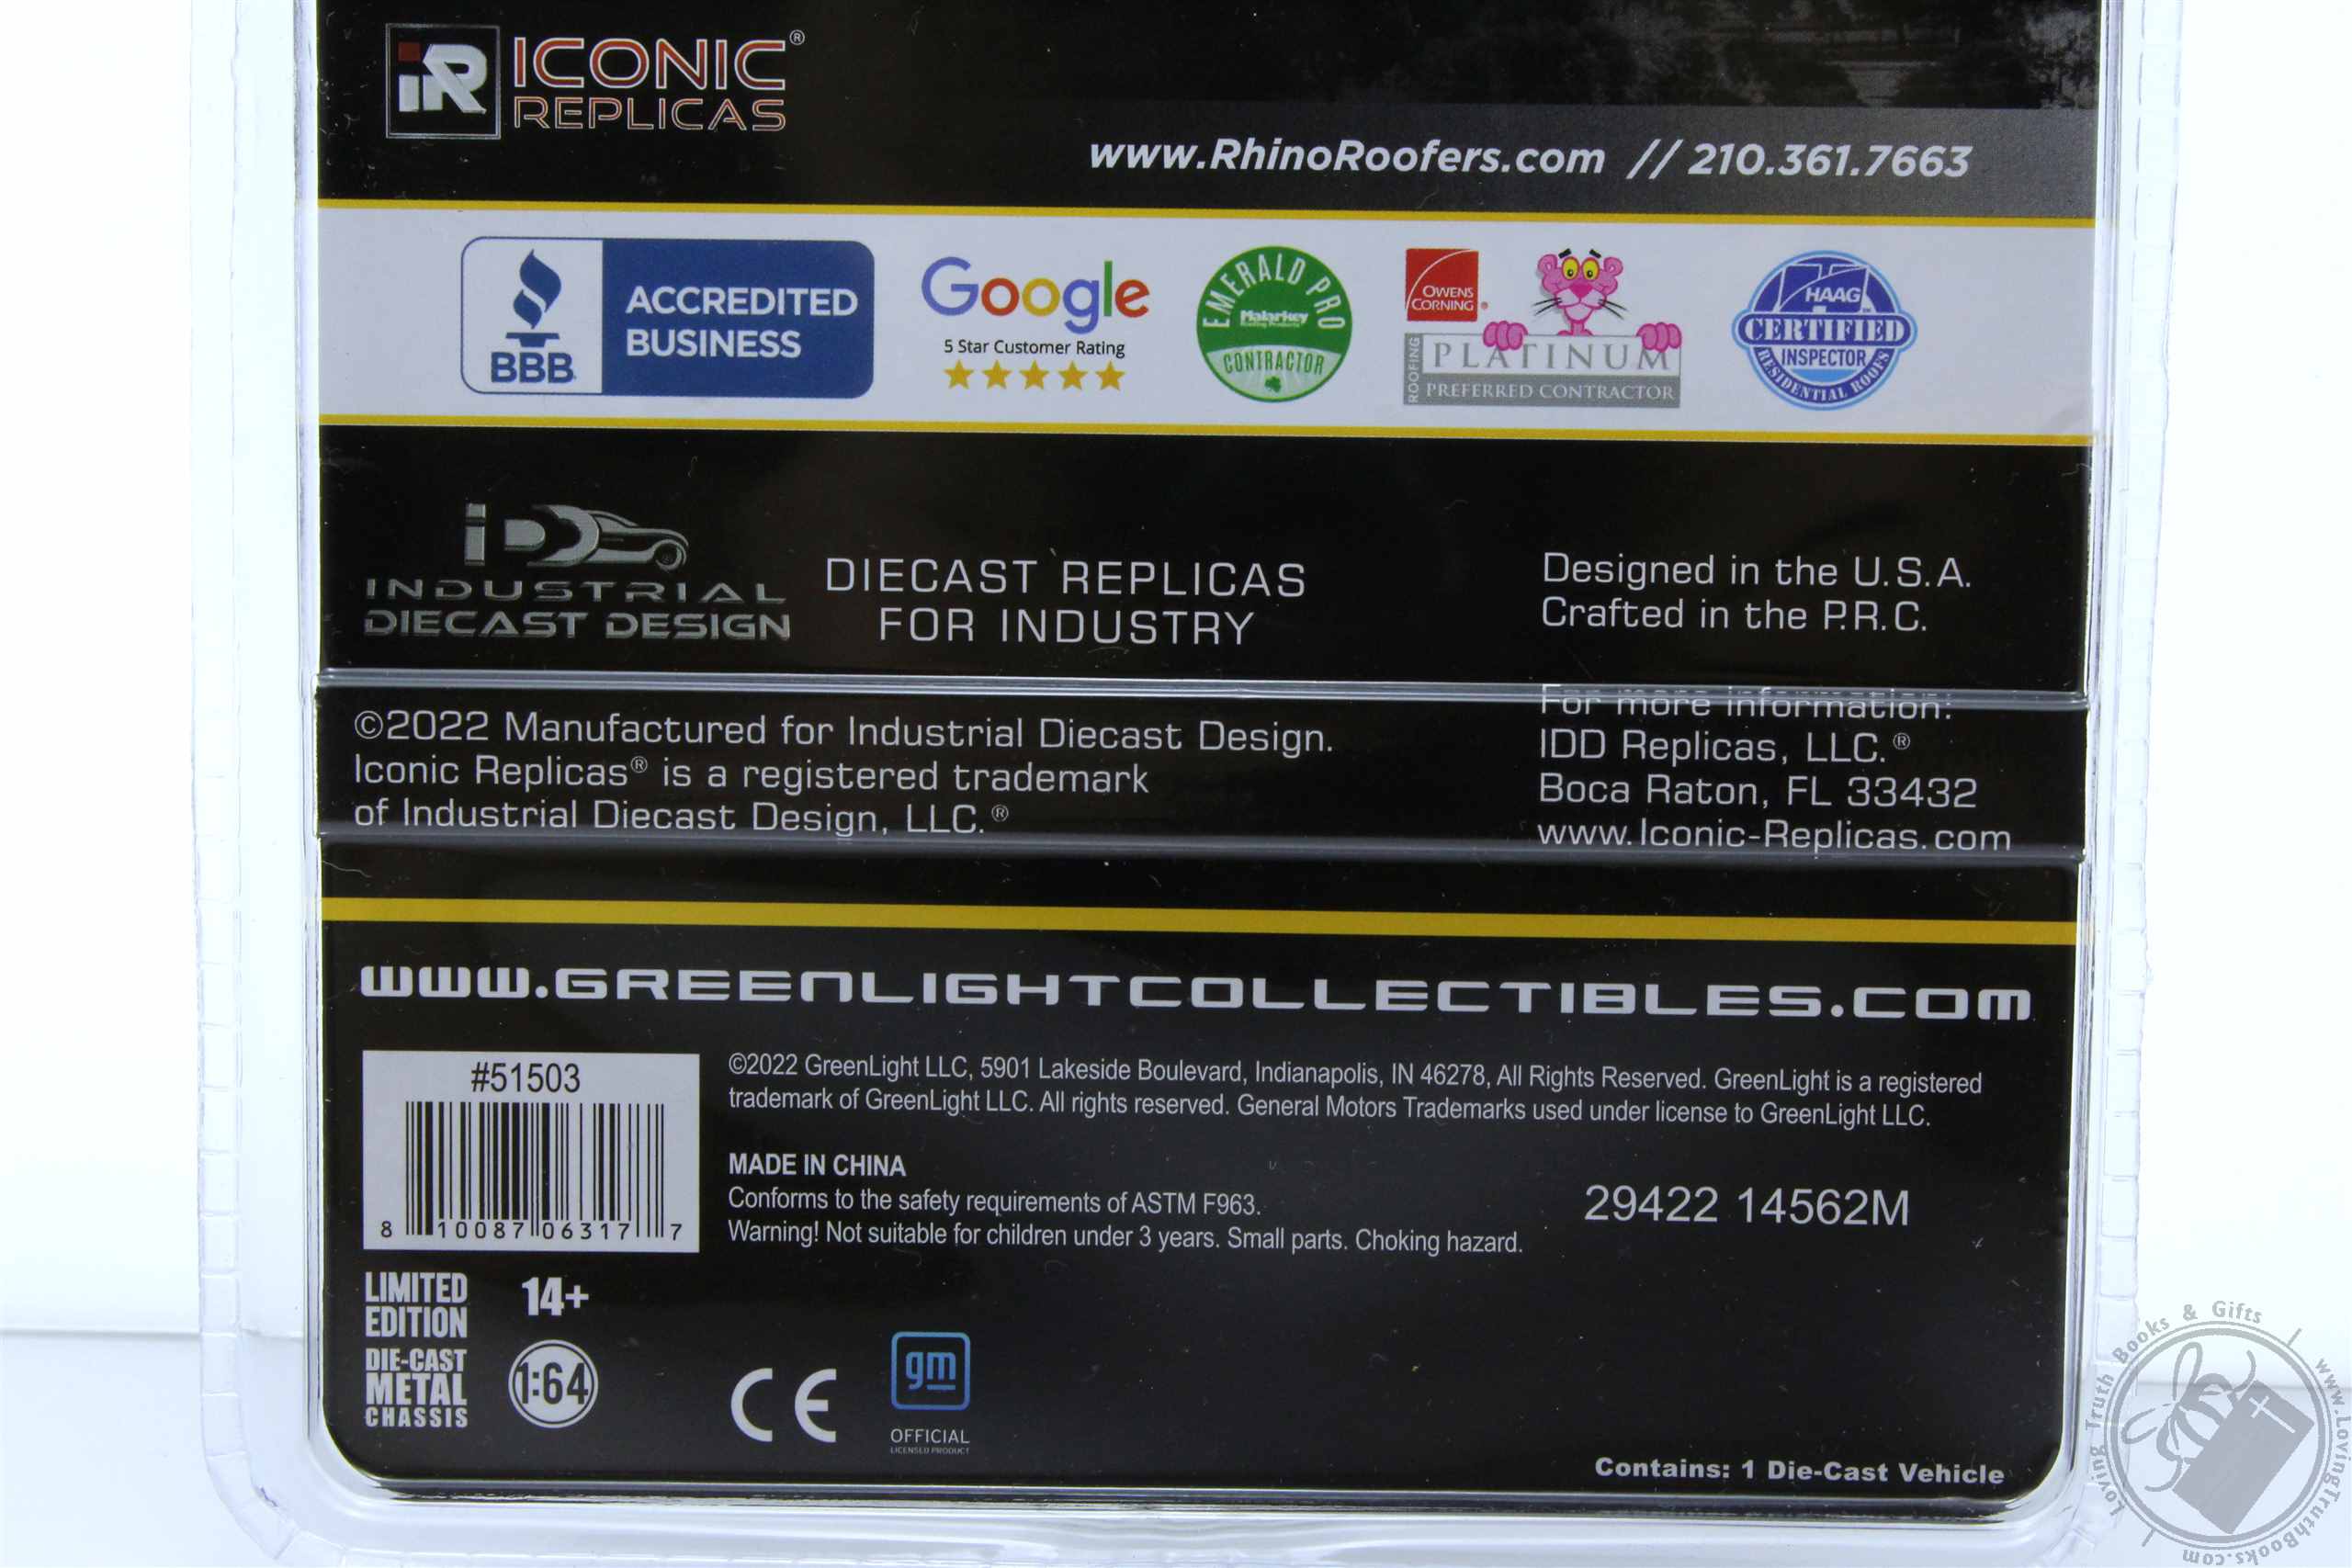 iR ICONIC®
REPLICAS
www.RhinoRoofers.com // 210.361.7663
BBB
ACCREDITED
BUSINESS
Google
5 Star Customer Rating
EMERALD PRO
Malarkey
Roofing Products
CONTRACTOR
OWENS
CORNING
ROOFING
PLATINUM
PREFERRED CONTRACTOR
HAAG
CERTIFIED
INSPECTOR
RESIDENTIAL ROOFS
iDD
INDUSTRIAL
DIECAST DESIGN
DIECAST REPLICAS
FOR INDUSTRY
Designed in the U.S.A.
Crafted in the P.R.C.
©2022 Manufactured for Industrial Diecast Design.
Iconic Replicas® is a registered trademark
of Industrial Diecast Design, LLC.®
For more information:
IDD Replicas, LLC.®
Boca Raton, FL 33432
www.Iconic-Replicas.com
WWW.GREENLIGHTCOLLECTIBLES.COM
#51503
8 10087 06317 7
©2022 GreenLight LLC, 5901 Lakeside Boulevard, Indianapolis, IN 46278, All Rights Reserved. GreenLight is a registered
trademark of GreenLight LLC. All rights reserved. General Motors Trademarks used under license to GreenLight LLC.
MADE IN CHINA
Conforms to the safety requirements of ASTM F963.
Warning! Not suitable for children under 3 years. Small parts. Choking hazard.
29422 14562M
LIMITED
EDITION
14+
DIE-CAST
METAL
CHASSIS
1:64
CE
gm
OFFICIAL
LICENSED PRODUCT
Contains: 1 Die-Cast Vehicle
Loving Truth Books & Gifts
www.LovingTruthBooks.com